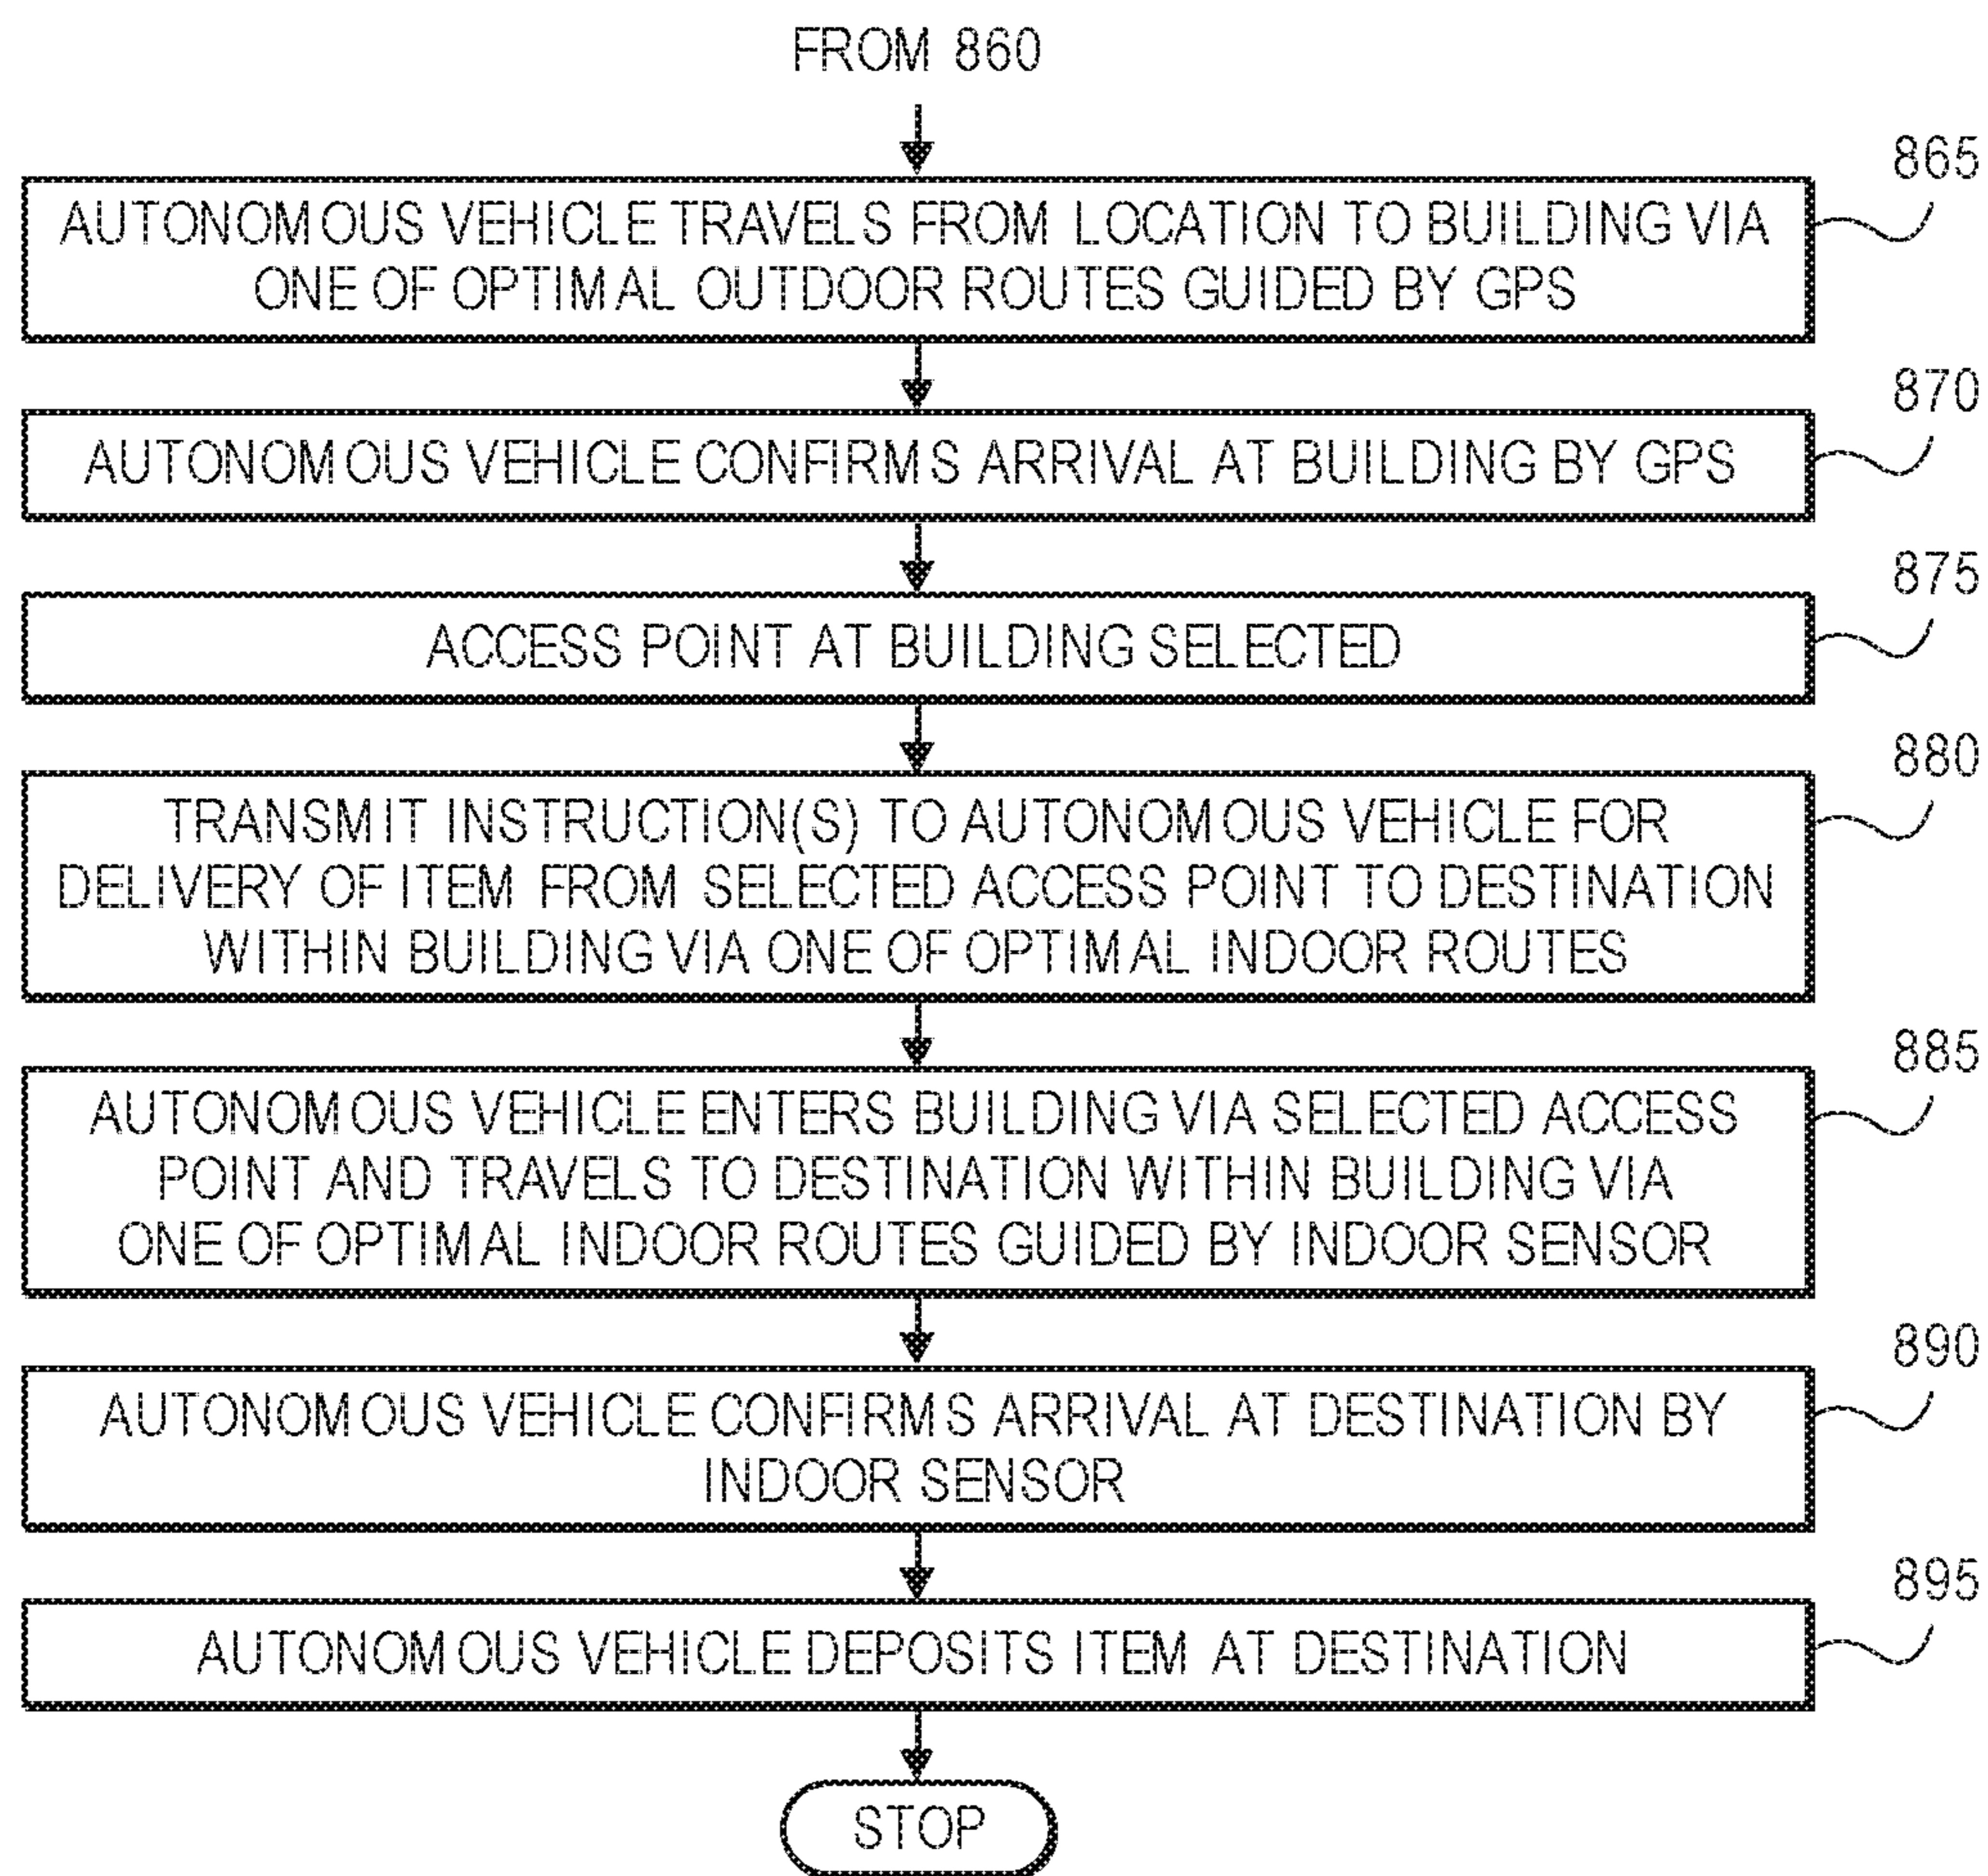 FROM 860
865
AUTONOMOUS VEHICLE TRAVELS FROM LOCATION TO BUILDING VIA
ONE OF OPTIMAL OUTDOOR ROUTES GUIDED BY GPS
870
AUTONOMOUS VEHICLE CONFIRMS ARRIVAL AT BUILDING BY GPS
875
ACCESS POINT AT BUILDING SELECTED
880
TRANSMIT INSTRUCTION(S) TO AUTONOMOUS VEHICLE FOR
DELIVERY OF ITEM FROM SELECTED ACCESS POINT TO DESTINATION
WITHIN BUILDING VIA ONE OF OPTIMAL INDOOR ROUTES
885
AUTONOMOUS VEHICLE ENTERS BUILDING VIA SELECTED ACCESS
POINT AND TRAVELS TO DESTINATION WITHIN BUILDING VIA
ONE OF OPTIMAL INDOOR ROUTES GUIDED BY INDOOR SENSOR
890
AUTONOMOUS VEHICLE CONFIRMS ARRIVAL AT DESTINATION BY
INDOOR SENSOR
895
AUTONOMOUS VEHICLE DEPOSITS ITEM AT DESTINATION
STOP